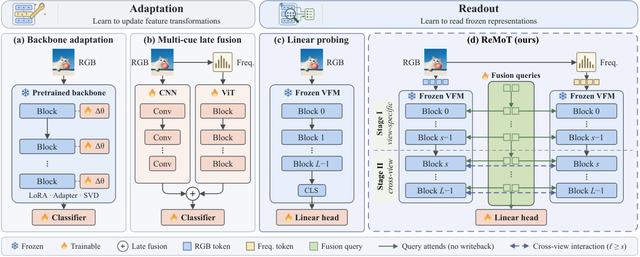 Adaptation
Learn to update feature transformations
Readout
Learn to read frozen representations
(a) Backbone adaptation
RGB
Pretrained backbone
Block
Δθ
Block
Δθ
Block
Δθ
LoRA · Adapter · SVD
Classifier
(b) Multi-cue late fusion
RGB
Freq.
CNN
ViT
Conv
Block
Conv
Block
Conv
Block
Classifier
(c) Linear probing
RGB
Frozen VFM
Block 0
Block 1
Block L−1
CLS
Linear head
(d) ReMoT (ours)
RGB
Freq.
Fusion queries
Frozen VFM
Frozen VFM
Stage I
view-specific
Block 0
Block 0
Block s−1
Block s−1
Stage II
cross-view
Block s
Block s
Block L−1
Block L−1
Linear head
Frozen
Trainable
Late fusion
RGB token
Freq. token
Fusion query
Query attends (no writeback)
Cross-view interaction (ℓ ≥ s)